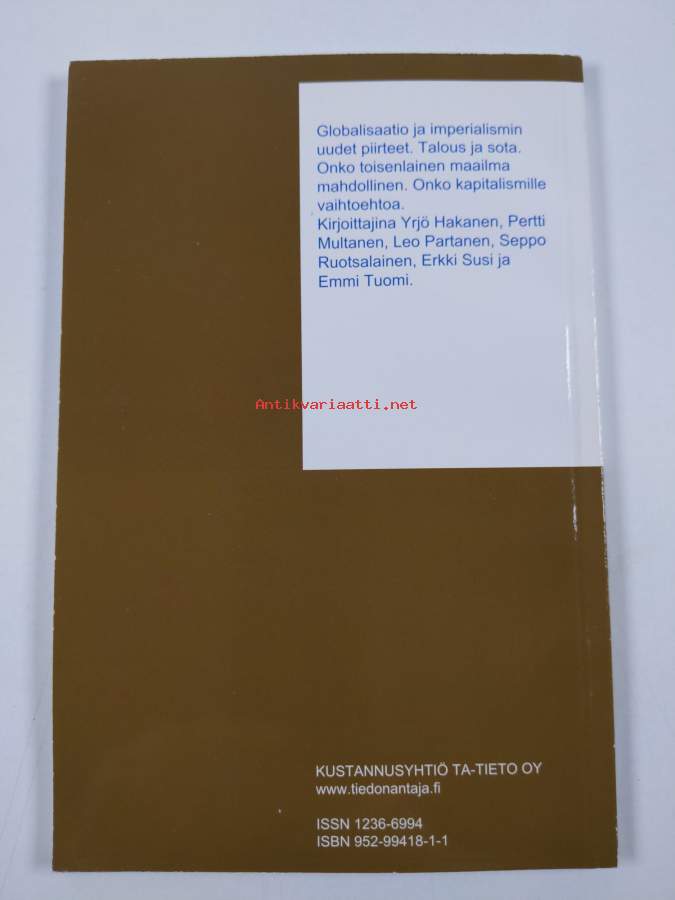 Globalisaatio ja imperialismin
uudet piirteet. Talous ja sota.
Onko toisenlainen maailma
mahdollinen. Onko kapitalismille
vaihtoehtoa.
Kirjoittajina Yrjö Hakanen, Pertti
Multanen, Leo Partanen, Seppo
Ruotsalainen, Erkki Susi ja
Emmi Tuomi.
Antikvariaatti.net
KUSTANNUSYHTIÖ TA-TIETO OY
www.tiedonantaja.fi
ISSN 1236-6994
ISBN 952-99418-1-1